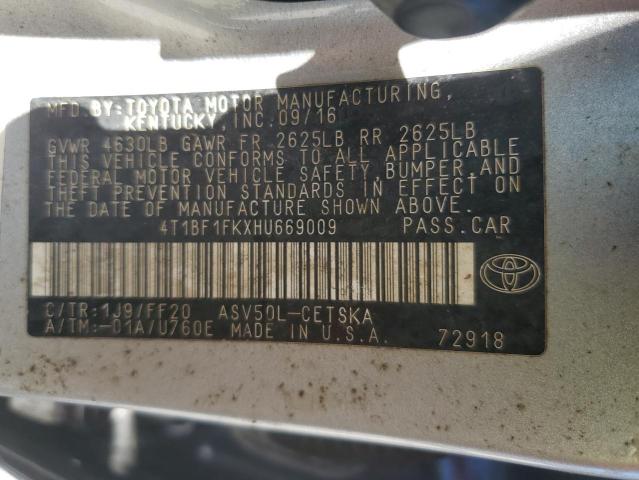 MFD. BY: TOYOTA MOTOR MANUFACTURING,
KENTUCKY, INC. 09/16
GVWR 4630LB GAWR FR 2625LB RR 2625LB
THIS VEHICLE CONFORMS TO ALL APPLICABLE
FEDERAL MOTOR VEHICLE SAFETY, BUMPER, AND
THEFT PREVENTION STANDARDS IN EFFECT ON
THE DATE OF MANUFACTURE SHOWN ABOVE.
4T1BF1FKXHU669009 PASS.CAR
C/TR:1J9/FF20 ASV50L-CETSKA
A/TM:-01A/U760E MADE IN U.S.A. 72918